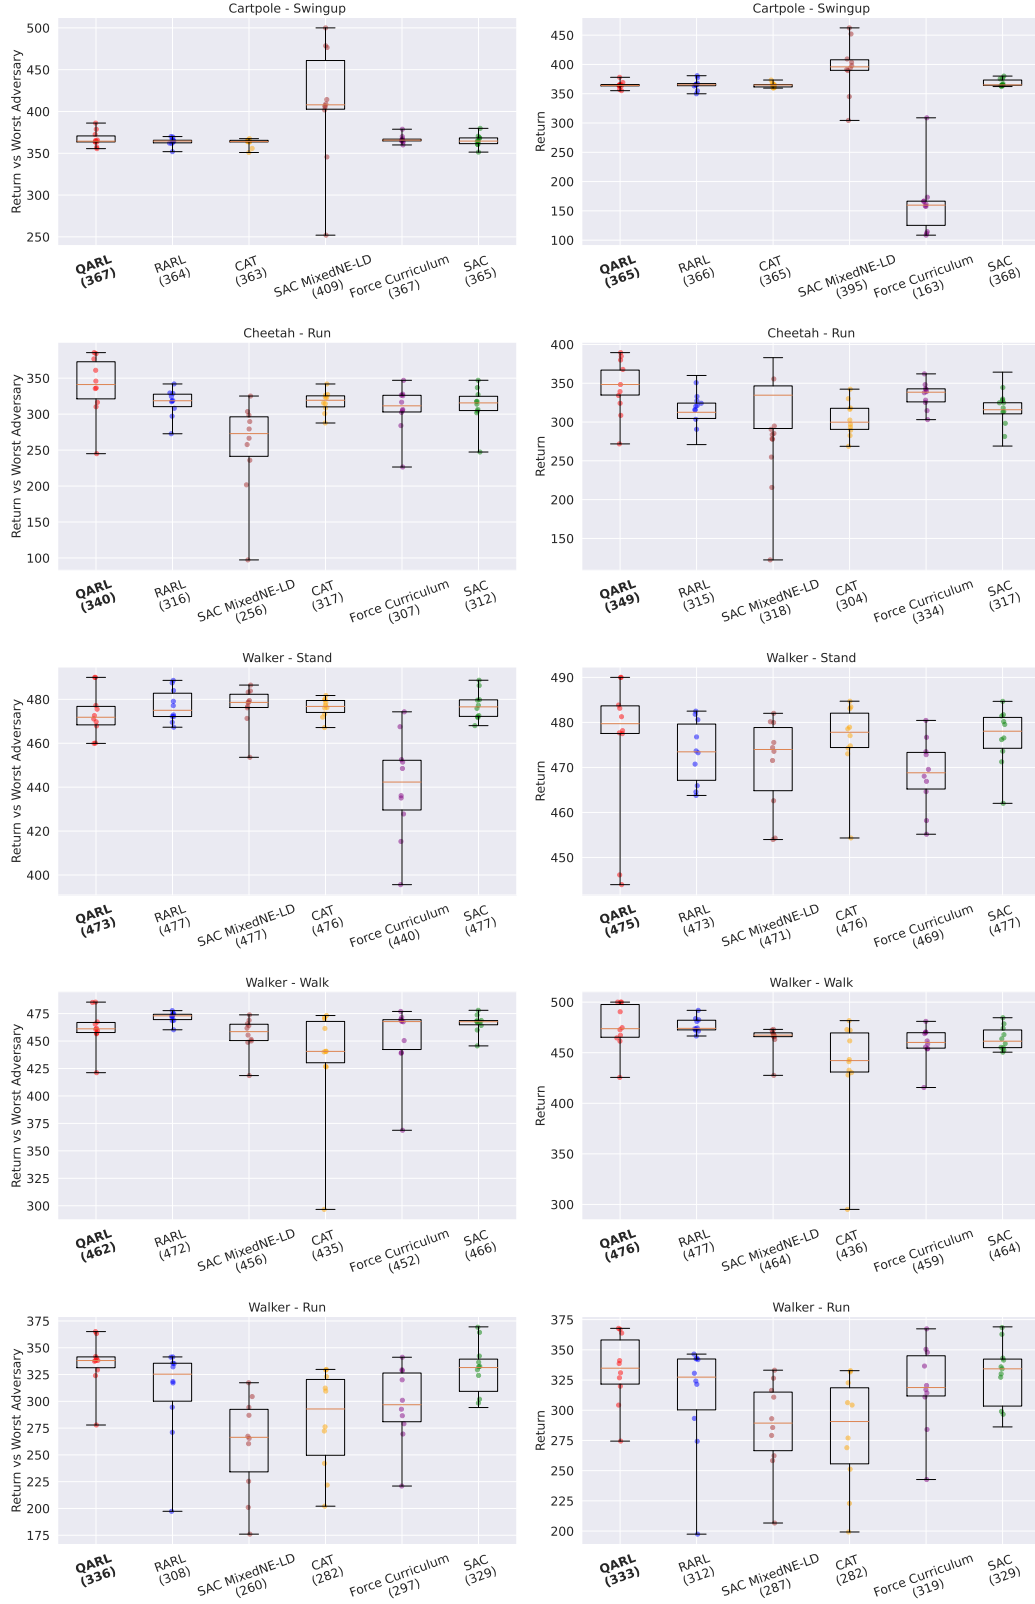 Cartpole - Swingup
Return vs Worst Adversary
500
450
400
350
300
250
QARL
(367)
RARL
(364)
CAT
(363)
SAC MixedNE-LD
(409)
Force Curriculum
(367)
SAC
(365)
Cartpole - Swingup
Return
450
400
350
300
250
200
150
100
QARL
(365)
RARL
(366)
CAT
(365)
SAC MixedNE-LD
(395)
Force Curriculum
(163)
SAC
(368)
Cheetah - Run
Return vs Worst Adversary
350
300
250
200
150
100
QARL
(340)
RARL
(316)
SAC MixedNE-LD
(256)
CAT
(317)
Force Curriculum
(307)
SAC
(312)
Cheetah - Run
Return
400
350
300
250
200
150
QARL
(349)
RARL
(315)
SAC MixedNE-LD
(318)
CAT
(304)
Force Curriculum
(334)
SAC
(317)
Walker - Stand
Return vs Worst Adversary
480
460
440
420
400
QARL
(473)
RARL
(477)
SAC MixedNE-LD
(477)
CAT
(476)
Force Curriculum
(440)
SAC
(477)
Walker - Stand
Return
490
480
470
460
450
QARL
(475)
RARL
(473)
SAC MixedNE-LD
(471)
CAT
(476)
Force Curriculum
(469)
SAC
(477)
Walker - Walk
Return vs Worst Adversary
475
450
425
400
375
350
325
300
QARL
(462)
RARL
(472)
SAC MixedNE-LD
(456)
CAT
(435)
Force Curriculum
(452)
SAC
(466)
Walker - Walk
Return
500
450
400
350
300
QARL
(476)
RARL
(477)
SAC MixedNE-LD
(464)
CAT
(436)
Force Curriculum
(459)
SAC
(464)
Walker - Run
Return vs Worst Adversary
375
350
325
300
275
250
225
200
175
QARL
(336)
RARL
(308)
SAC MixedNE-LD
(260)
CAT
(282)
Force Curriculum
(297)
SAC
(329)
Walker - Run
Return
375
350
325
300
275
250
225
200
QARL
(333)
RARL
(312)
SAC MixedNE-LD
(287)
CAT
(282)
Force Curriculum
(319)
SAC
(329)